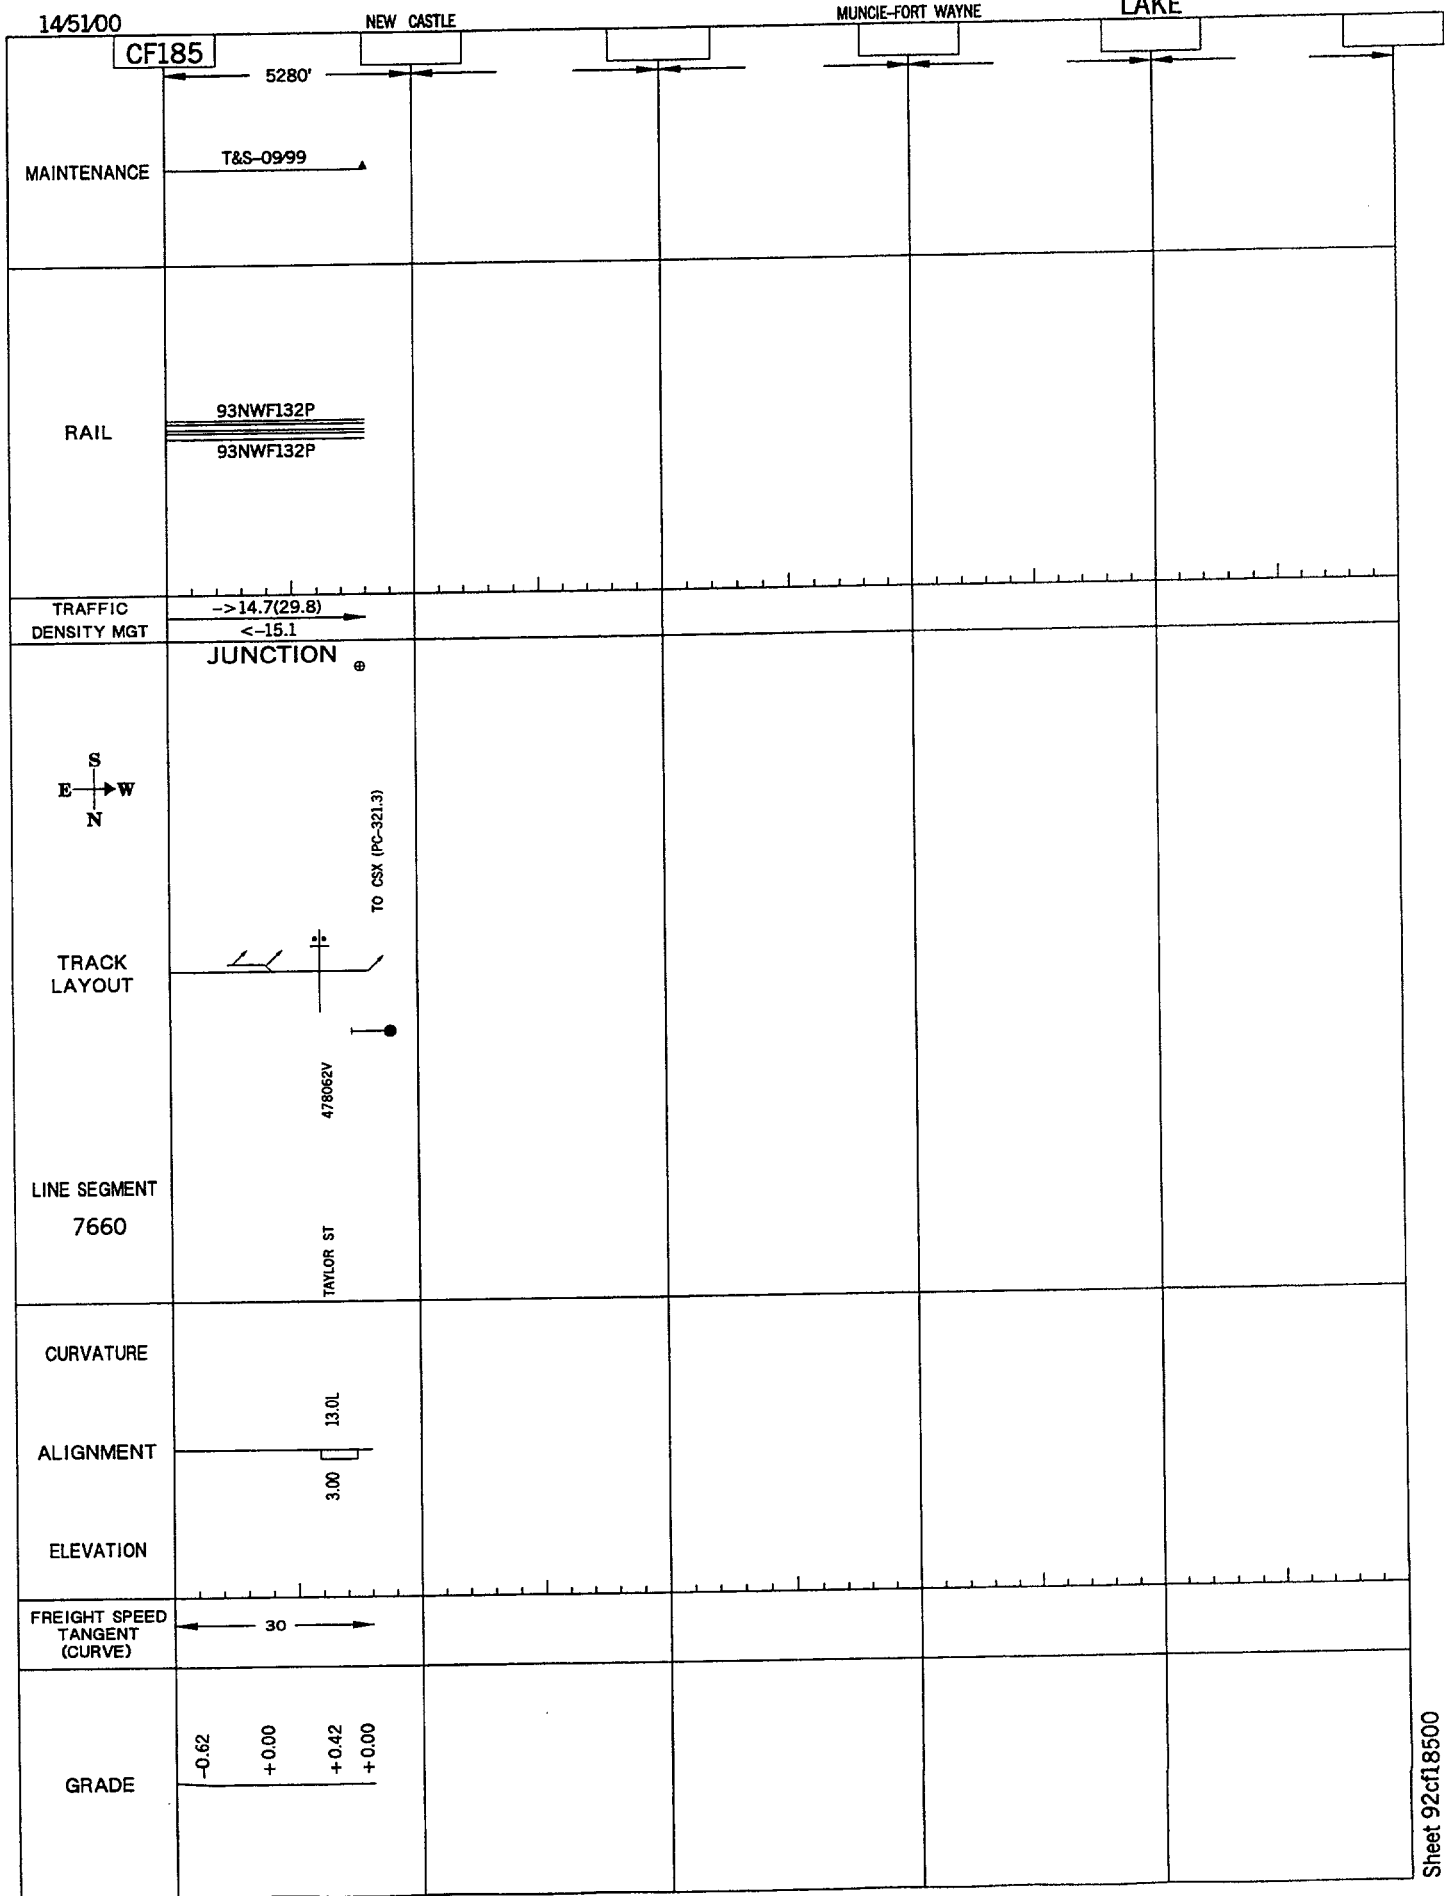 14/51/00 NEW CASTLE MUNCIE-FORT WAYNE LAKE
CF185
5280'
MAINTENANCE T&S-09/99
RAIL
93NWF132P
93NWF132P
TRAFFIC
DENSITY MGT
->14.7(29.8)
<-15.1
JUNCTION
S
E W
N
TO CSX (PC-321.3)
TRACK
LAYOUT
478062V
LINE SEGMENT
7660
TAYLOR ST
CURVATURE
13.0L
ALIGNMENT
3.00
ELEVATION
FREIGHT SPEED
TANGENT
(CURVE)
30
GRADE
-0.62
+0.00
+0.42
+0.00
Sheet 92cf18500